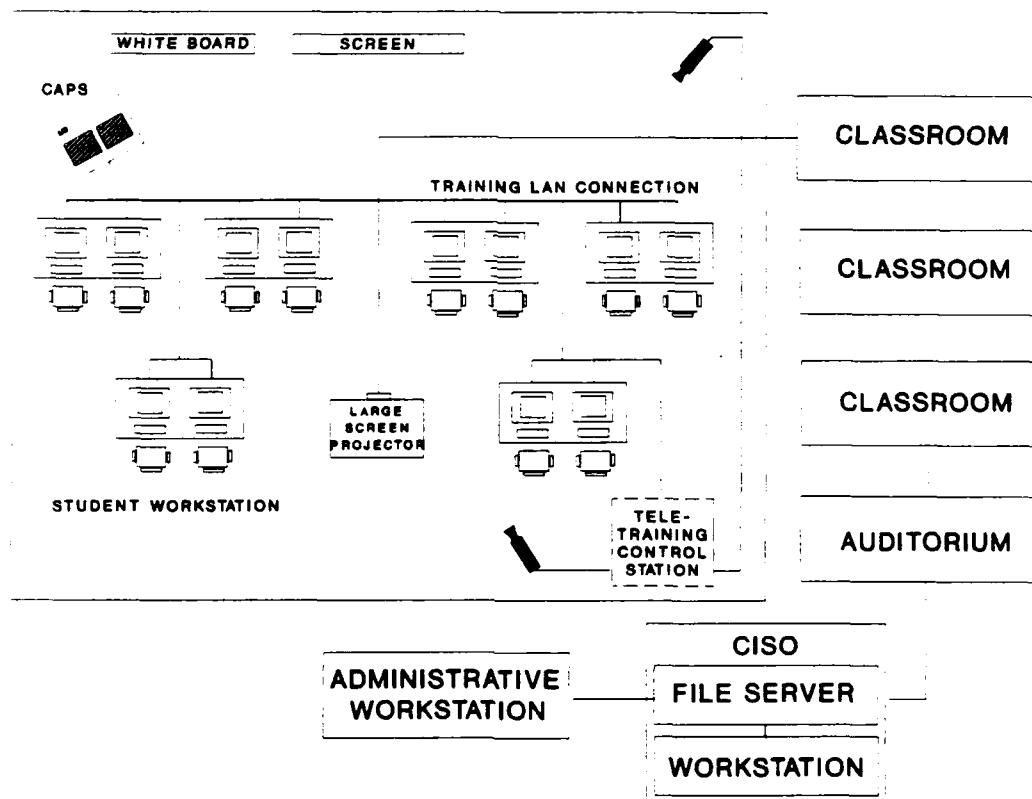 WHITE BOARD
SCREEN
CAPS
CLASSROOM
TRAINING LAN CONNECTION
CLASSROOM
CLASSROOM
LARGE
SCREEN
PROJECTOR
STUDENT WORKSTATION
TELE-
TRAINING
CONTROL
STATION
AUDITORIUM
CISO
ADMINISTRATIVE
WORKSTATION
FILE SERVER
WORKSTATION